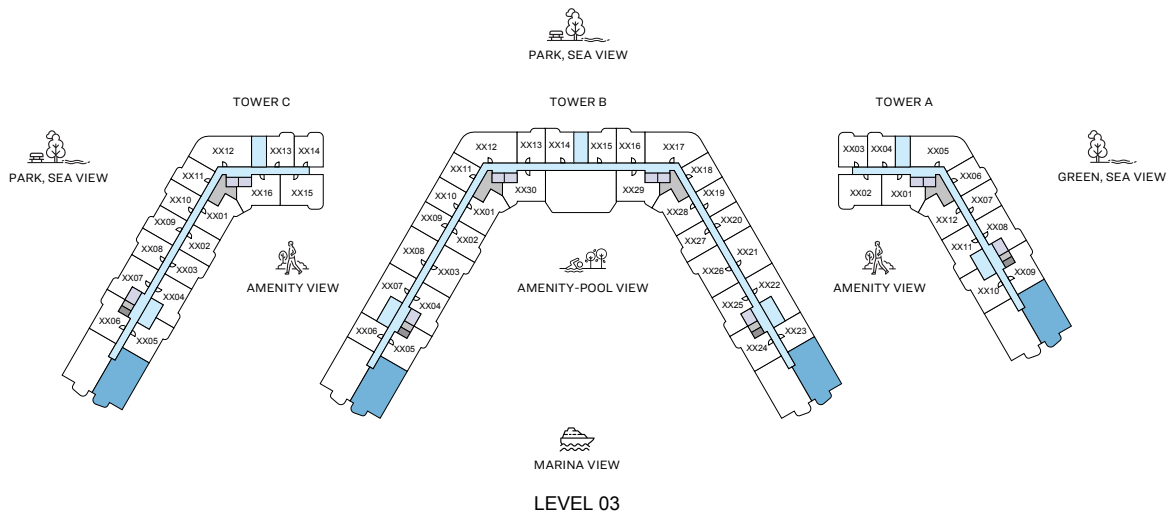 PARK, SEA VIEW
TOWER C
TOWER B
TOWER A
PARK, SEA VIEW
GREEN, SEA VIEW
XX12
XX13
XX14
XX11
XX16
XX15
XX10
XX01
XX09
XX02
XX08
XX03
XX07
XX04
XX06
XX05
XX12
XX13
XX14
XX15
XX16
XX17
XX11
XX18
XX30
XX29
XX10
XX01
XX28
XX19
XX09
XX02
XX27
XX20
XX08
XX03
XX26
XX21
XX07
XX04
XX25
XX22
XX06
XX05
XX24
XX23
XX03
XX04
XX05
XX02
XX01
XX06
XX12
XX07
XX11
XX08
XX10
XX09
AMENITY VIEW
AMENITY-POOL VIEW
AMENITY VIEW
MARINA VIEW
LEVEL 03